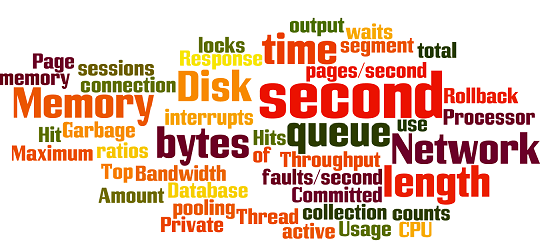 output waits
locks time segment total
Page sessions Response
memory connection Disk pages/second
Memory second Rollback
interrupts Processor
Hit Garbage bytes Hits queue use Network
Maximum ratios of Throughput
Top Bandwidth faults/second length
Amount Database Committed
pooling Thread collection counts
Private active Usage CPU